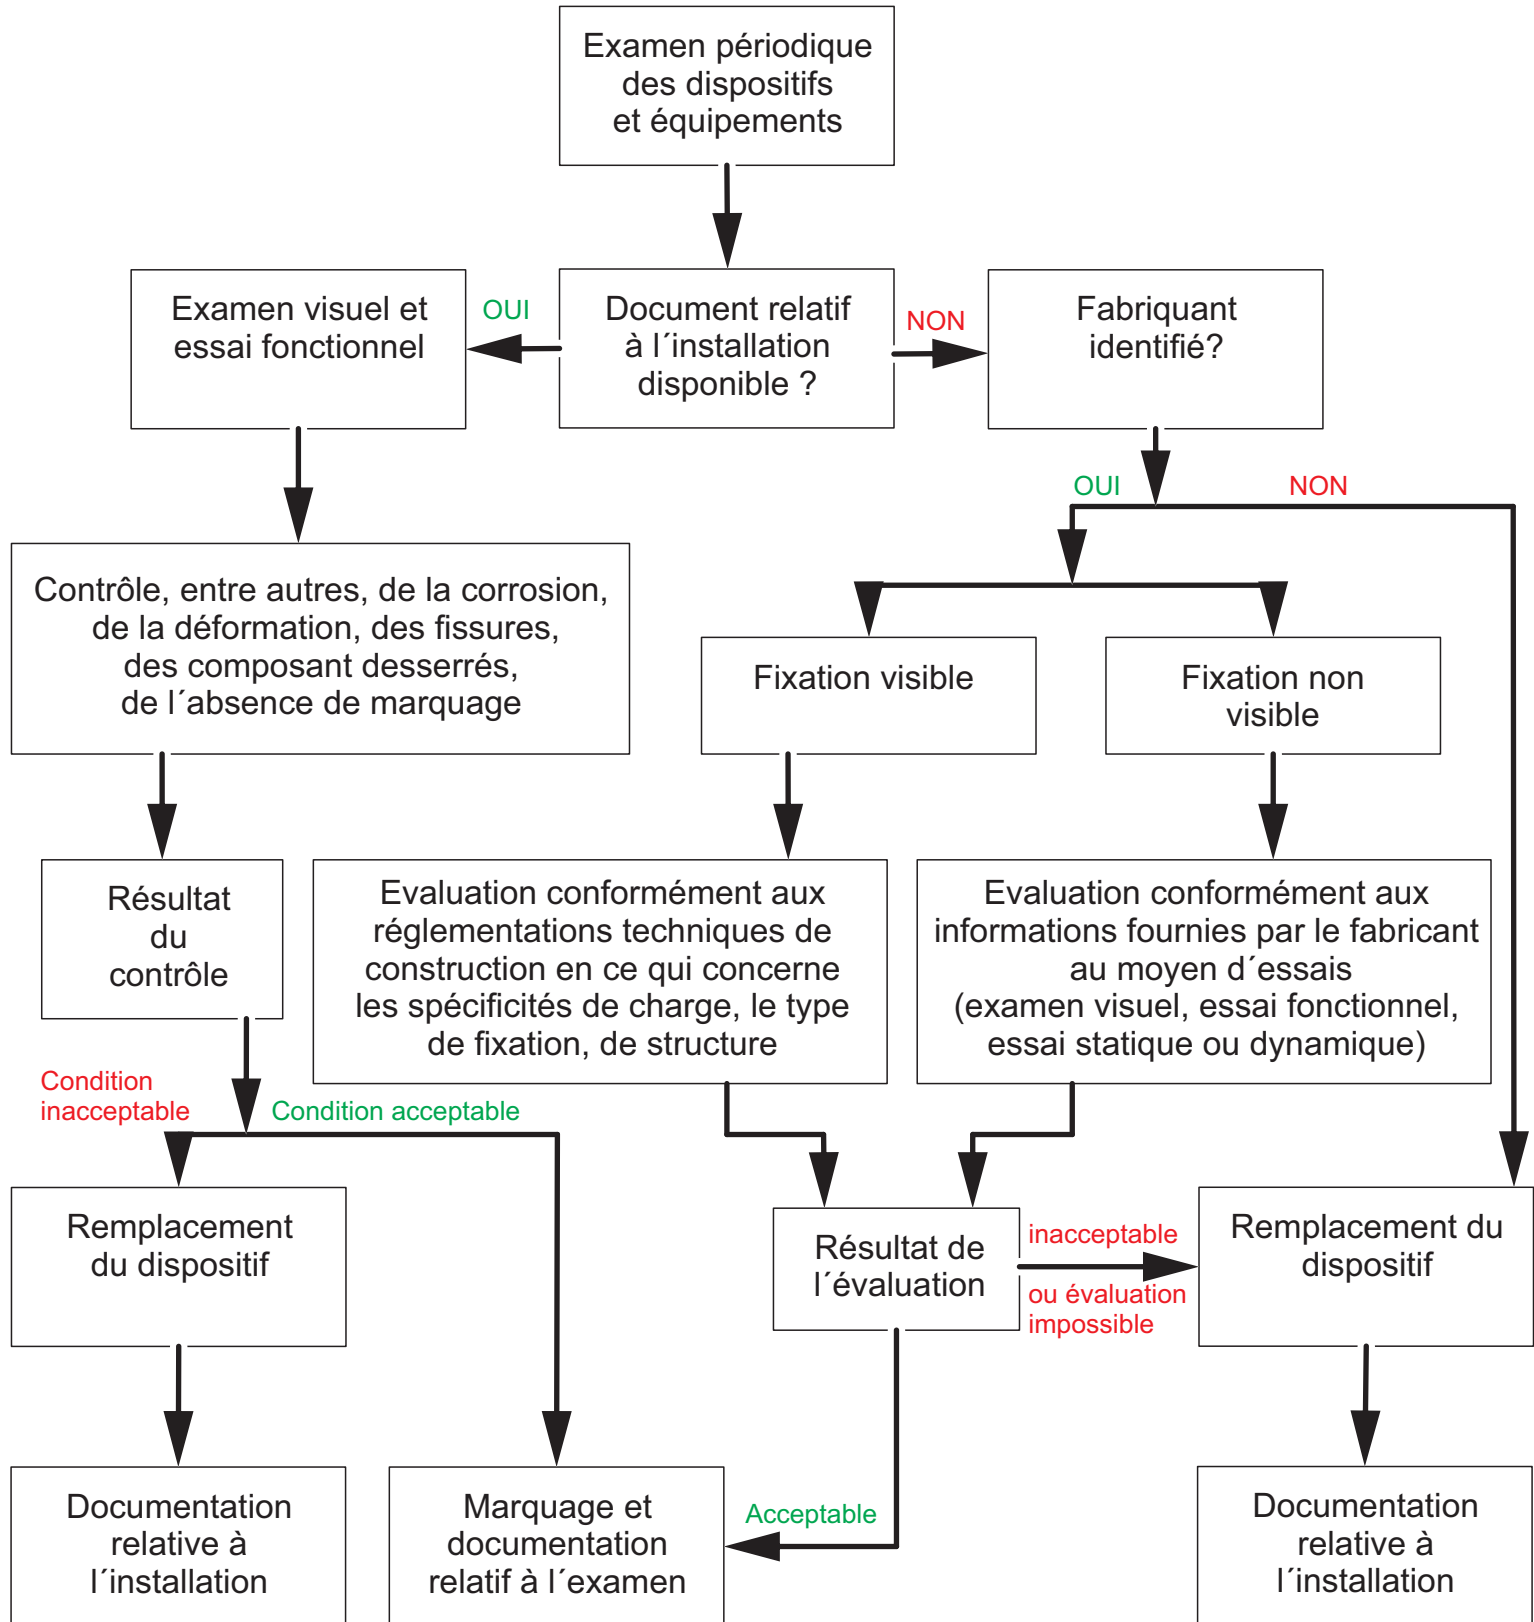 Examen périodique
des dispositifs
et équipements
Examen visuel et
essai fonctionnel
OUI
Document relatif
à l´installation
disponible ?
NON
Fabriquant
identifié?
OUI
NON
Contrôle, entre autres, de la corrosion,
de la déformation, des fissures,
des composant desserrés,
de l´absence de marquage
Fixation visible
Fixation non
visible
Résultat
du
contrôle
Evaluation conformément aux
réglementations techniques de
construction en ce qui concerne
les spécificités de charge, le type
de fixation, de structure
Evaluation conformément aux
informations fournies par le fabricant
au moyen d´essais
(examen visuel, essai fonctionnel,
essai statique ou dynamique)
Condition
inacceptable
Condition acceptable
Remplacement
du dispositif
Résultat de
l´évaluation
inacceptable
ou évaluation
impossible
Remplacement du
dispositif
Documentation
relative à
l´installation
Marquage et
documentation
relatif à l´examen
Acceptable
Documentation
relative à
l´installation